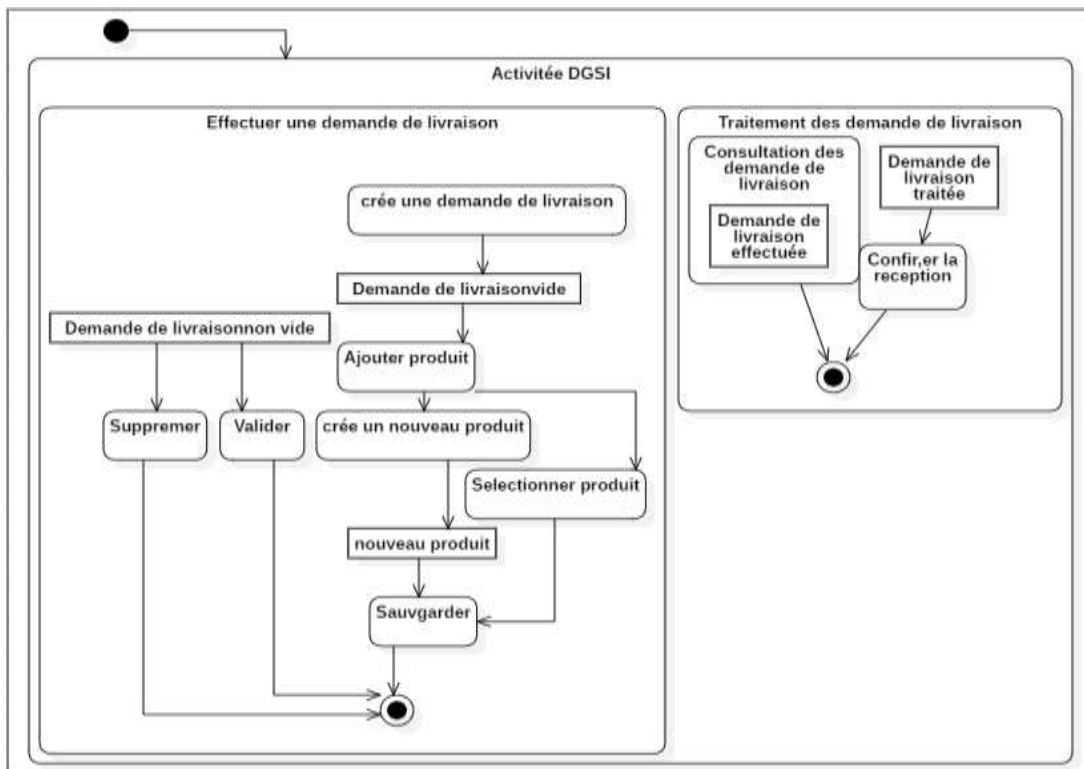 Activitée DGSI
Effectuer une demande de livraison
crée une demande de livraison
Demande de livraisonvide
Demande de livraisonnon vide
Ajouter produit
Suppremer
Valider
crée un nouveau produit
Selectionner produit
nouveau produit
Sauvgarder
Traitement des demande de livraison
Consultation des
demande de
livraison
Demande de
livraison
effectuée
Demande de
livraison
traitée
Confir,er la
reception